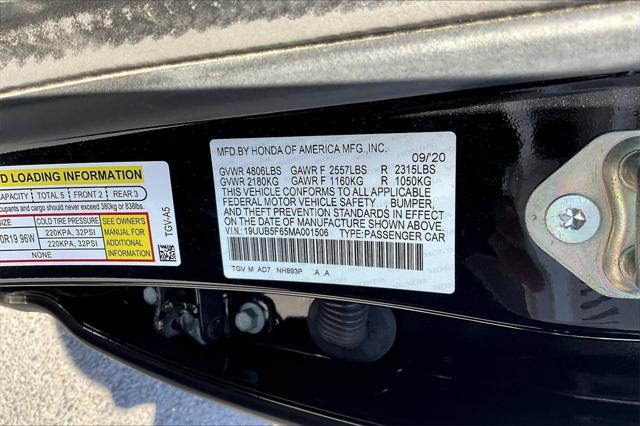 D LOADING INFORMATION
CAPACITY TOTAL 5 FRONT 2 REAR 3
cupants and cargo should never exceed 380kg or 838lbs.
SIZE COLD TIRE PRESSURE SEE OWNER'S MANUAL FOR ADDITIONAL INFORMATION
0R19 96W 220KPA, 32PSI
220KPA, 32PSI
NONE
TGV-A5
MFD.BY HONDA OF AMERICA MFG.,INC. 09/'20
GVWR 4806LBS GAWR F 2557LBS R 2315LBS
GVWR 2180KG GAWR F 1160KG R 1050KG
THIS VEHICLE CONFORMS TO ALL APPLICABLE
FEDERAL MOTOR VEHICLE SAFETY BUMPER,
AND THEFT PREVENTION STANDARDS IN EFFECT
ON THE DATE OF MANUFACTURE SHOWN ABOVE.
V.I.N: 19UUB5F65MA001506 TYPE:PASSENGER CAR
TGV M AD7 NH893P A A